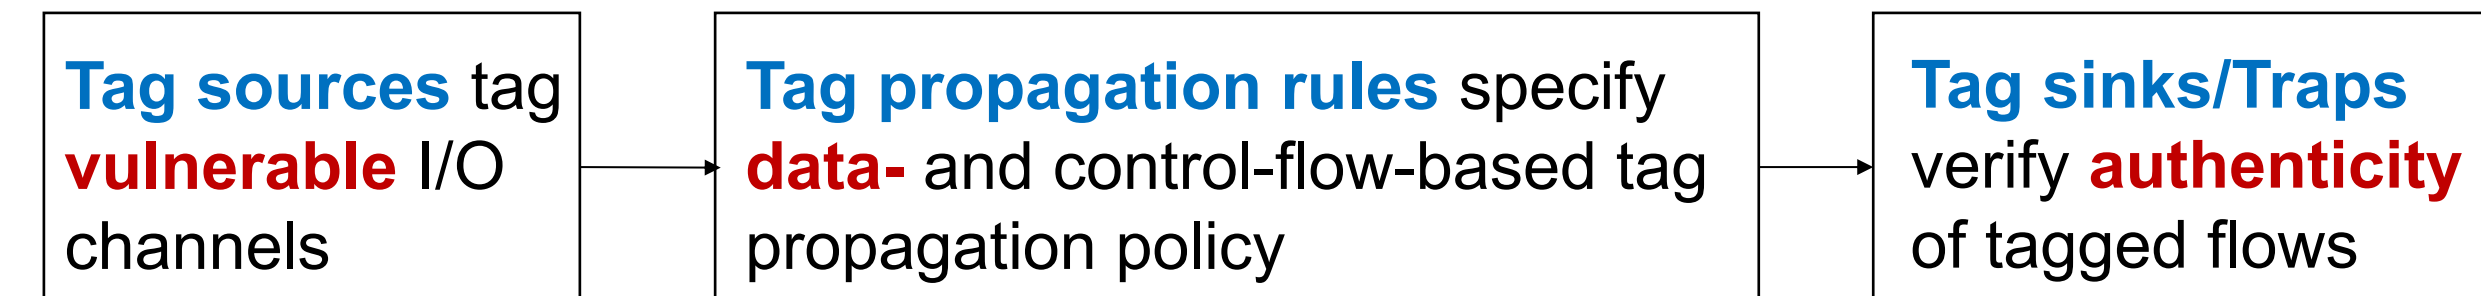 Tag sources tag
vulnerable I/O
channels
Tag propagation rules specify
data- and control-flow-based tag
propagation policy
Tag sinks/Traps
verify authenticity
of tagged flows